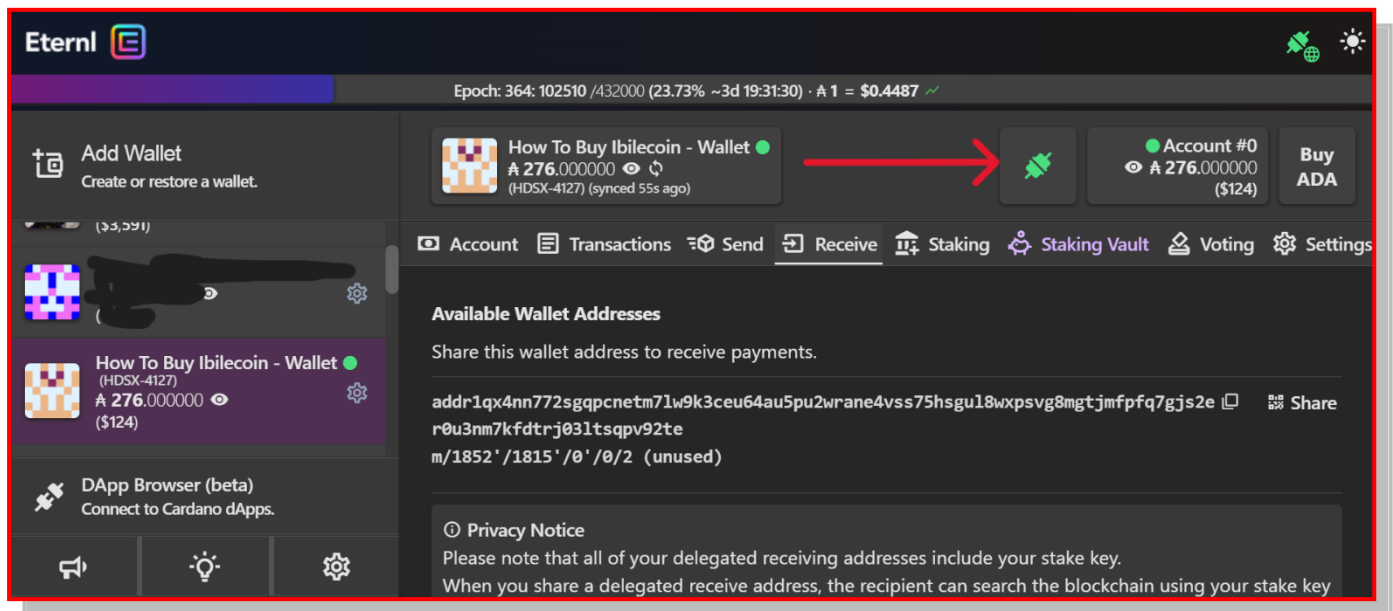 Eternl
Epoch: 364: 102510 /432000 (23.73% ~3d 19:31:30) · ₳ 1 = $0.4487
Add Wallet
Create or restore a wallet.
($3,591)
(
How To Buy Ibilecoin - Wallet
(HDSX-4127)
₳ 276.000000
($124)
DApp Browser (beta)
Connect to Cardano dApps.
How To Buy Ibilecoin - Wallet
₳ 276.000000
(HDSX-4127) (synced 55s ago)
Account #0
₳ 276.000000
($124)
Buy
ADA
Account
Transactions
Send
Receive
Staking
Staking Vault
Voting
Settings
Available Wallet Addresses
Share this wallet address to receive payments.
addr1qx4nn772sgqpcnetm7lw9k3ceu64au5pu2wrane4vss75hsgul8wxpsvg8mgtjmfpfq7gjs2e
r0u3nm7kfdtrj03ltsqpv92te
m/1852'/1815'/0'/0/2 (unused)
Share
Privacy Notice
Please note that all of your delegated receiving addresses include your stake key.
When you share a delegated receive address, the recipient can search the blockchain using your stake key